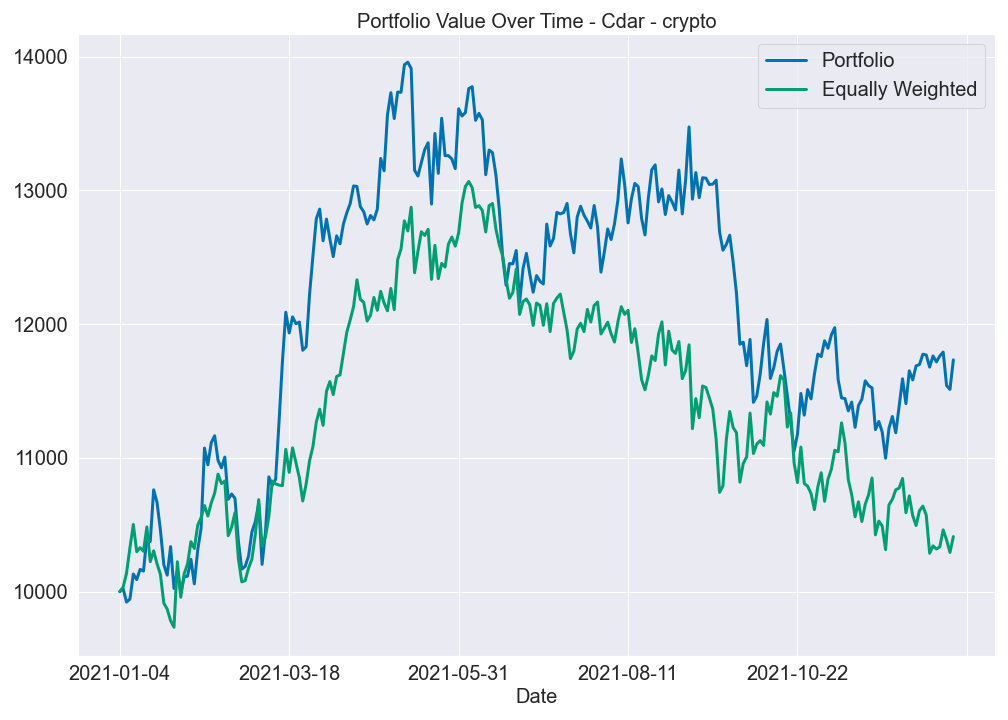 Portfolio Value Over Time - Cdar - crypto
Portfolio
Equally Weighted
14000
13000
12000
11000
10000
2021-01-04
2021-03-18
2021-05-31
2021-08-11
2021-10-22
Date